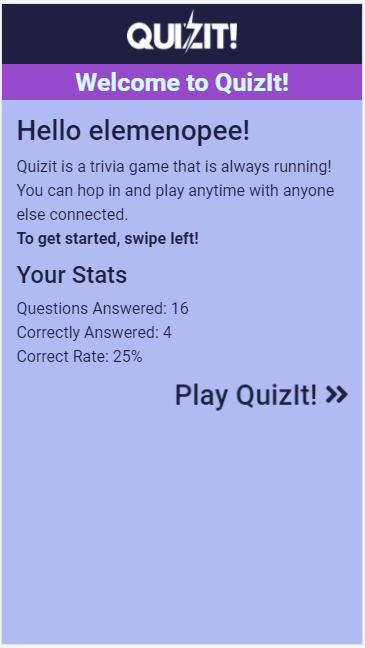 QUIZIT!
Welcome to QuizIt!
Hello elemenopee!
Quizit is a trivia game that is always running!
You can hop in and play anytime with anyone
else connected.
To get started, swipe left!
Your Stats
Questions Answered: 16
Correctly Answered: 4
Correct Rate: 25%
Play QuizIt! »